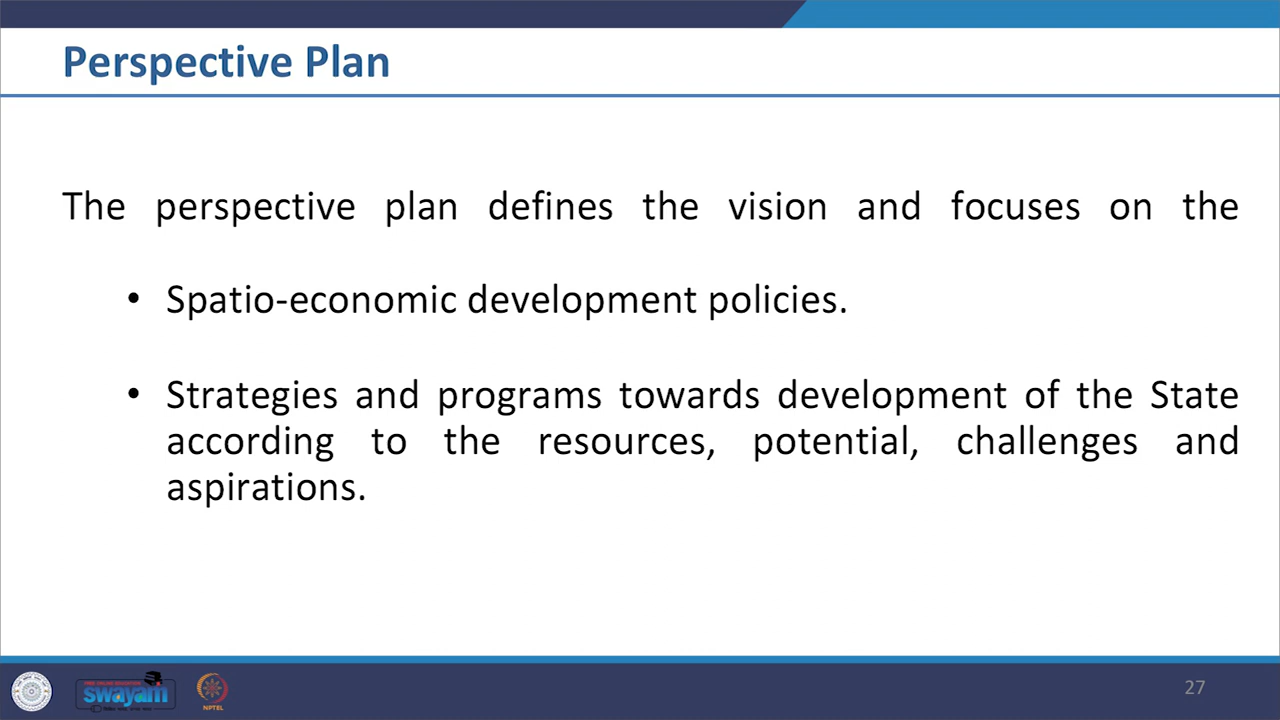 Perspective Plan
The perspective plan defines the vision and focuses on the
• Spatio-economic development policies.
• Strategies and programs towards development of the State
according to the resources, potential, challenges and
aspirations.
swayam
NPTEL
27